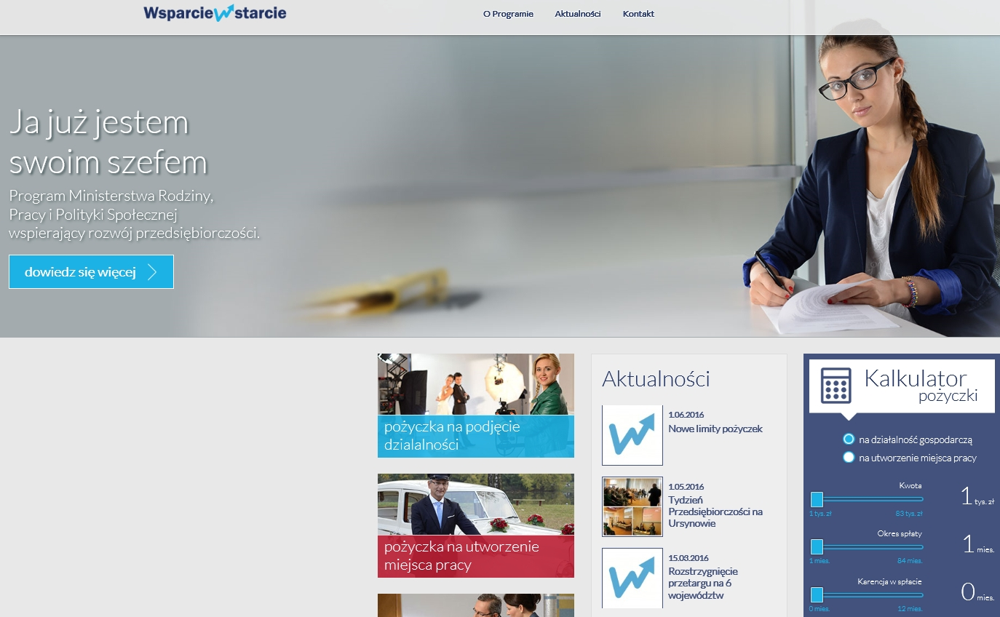 Wsparcie w starcie
O Programie
Aktualności
Kontakt
Ja już jestem
swoim szefem
Program Ministerstwa Rodziny,
Pracy i Polityki Społecznej
wspierający rozwój przedsiębiorczości.
dowiedz się więcej
pożyczka na podjęcie
dzialalności
pożyczka na utworzenie
miejsca pracy
Aktualności
1.06.2016
Nowe limity pożyczek
1.05.2016
Tydzień
Przedsiębiorczości na
Ursynowie
15.03.2016
Rozstrzygnięcie
przetargu na 6
województw
Kalkulator
pożyczki
na działalność gospodarczą
na utworzenie miejsca pracy
Kwota
1 tys. zł
1 tys. zł
83 tys. zł
Okres spłaty
1 mies.
1 mies.
84 mies.
Karencja w spłacie
0 mies.
0 mies.
12 mies.